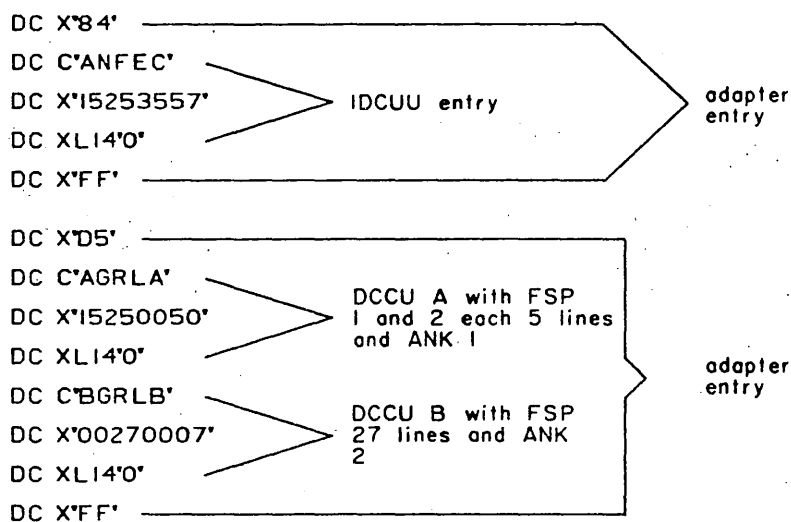 DC X'84'
DC C'ANFEC'
DC X'15253557'
DC XL14'0'
DC X'FF'
IDCUU entry
adapter
entry
DC X'D5'
DC C'AGRLA'
DC X'15250050'
DC XL14'0'
DC C'BGRLB'
DC X'00270007'
DC XL14'0'
DC X'FF'
DCCU A with FSP
1 and 2 each 5 lines
and ANK 1
DCCU B with FSP
27 lines and ANK
2
adapter
entry